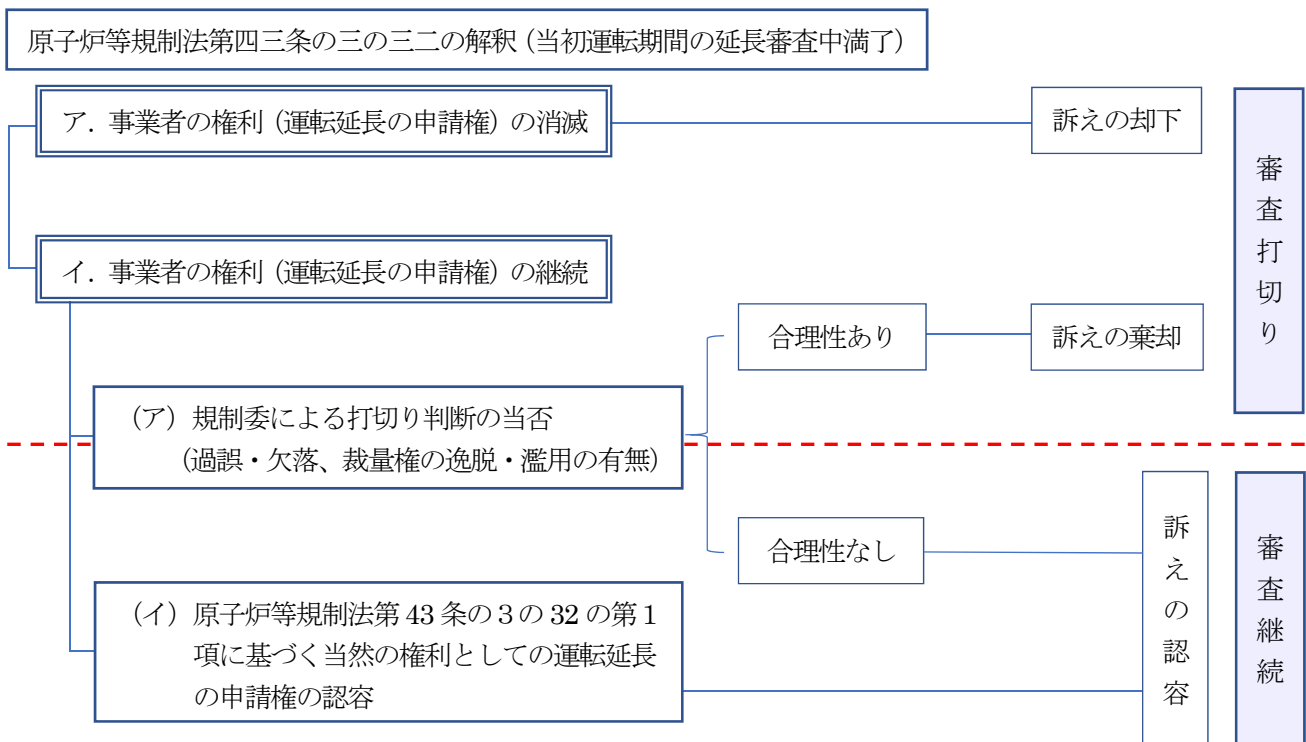 原子炉等規制法第四三条の三の三二の解釈（当初運転期間の延長審査中満了）
ア．事業者の権利（運転延長の申請権）の消滅
訴えの却下
審査打切り
イ．事業者の権利（運転延長の申請権）の継続
合理性あり
訴えの棄却
（ア）規制委による打切り判断の当否
（過誤・欠落、裁量権の逸脱・濫用の有無）
合理性なし
訴えの認容
審査継続
（イ）原子炉等規制法第 43 条の３の 32 の第１
項に基づく当然の権利としての運転延長
の申請権の認容